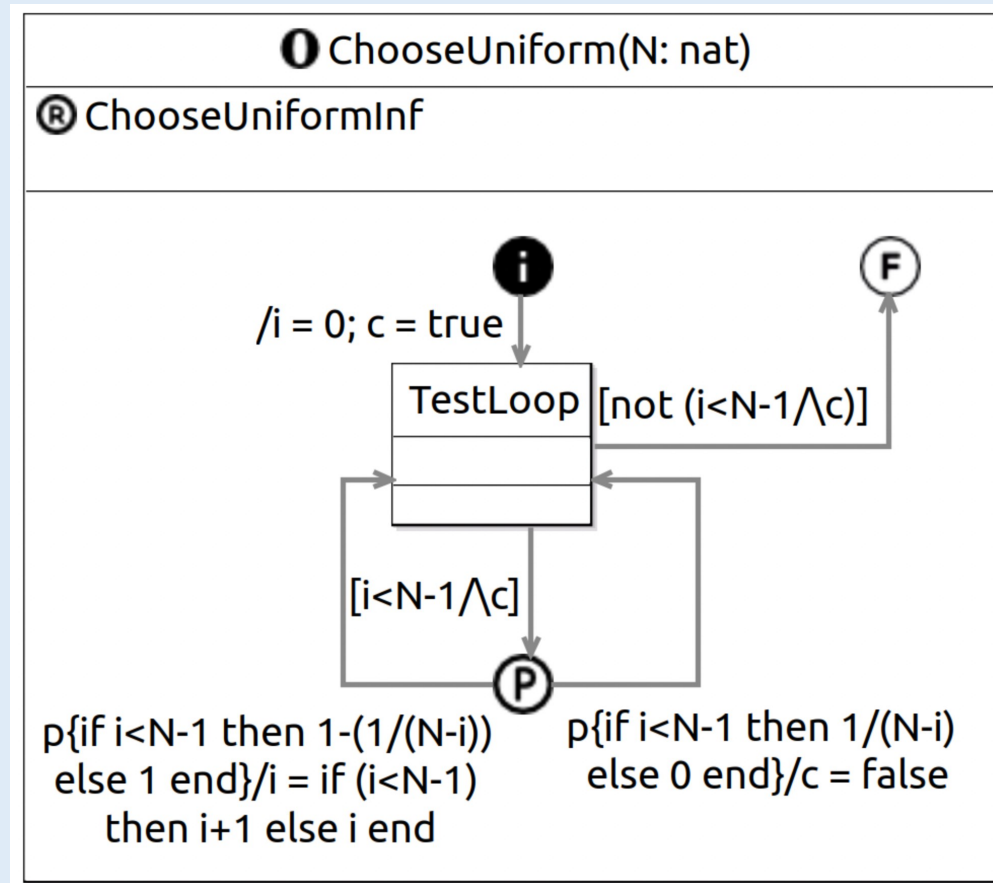 O ChooseUniform(N: nat)
R ChooseUniformInf
i
F
/i = 0; c = true
TestLoop
[not (i<N-1/\c)]
[i<N-1/\c]
P
p{if i<N-1 then 1-(1/(N-i))
else 1 end}/i = if (i<N-1)
then i+1 else i end
p{if i<N-1 then 1/(N-i)
else 0 end}/c = false